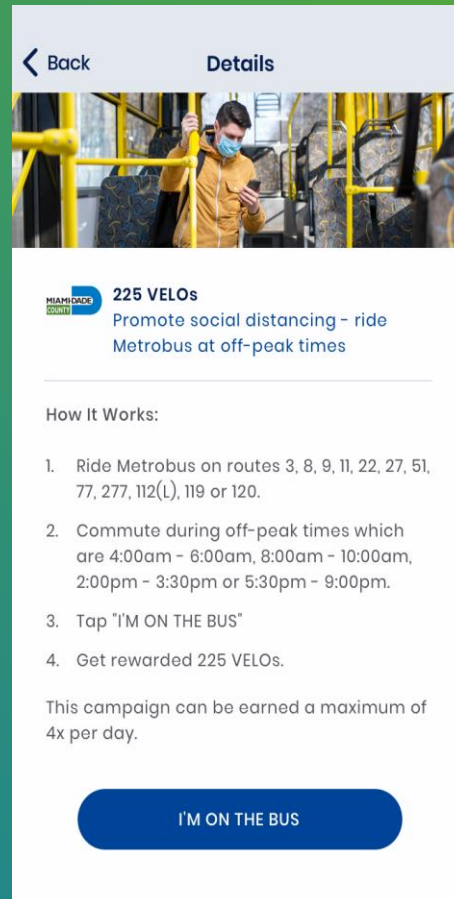 Back
Details
MIAMI-DADE
COUNTY
225 VELOs
Promote social distancing - ride
Metrobus at off-peak times
How It Works:
1. Ride Metrobus on routes 3, 8, 9, 11, 22, 27, 51,
77, 277, 112(L), 119 or 120.
2. Commute during off-peak times which
are 4:00am - 6:00am, 8:00am - 10:00am,
2:00pm - 3:30pm or 5:30pm - 9:00pm.
3. Tap "I'M ON THE BUS"
4. Get rewarded 225 VELOs.
This campaign can be earned a maximum of
4x per day.
I'M ON THE BUS